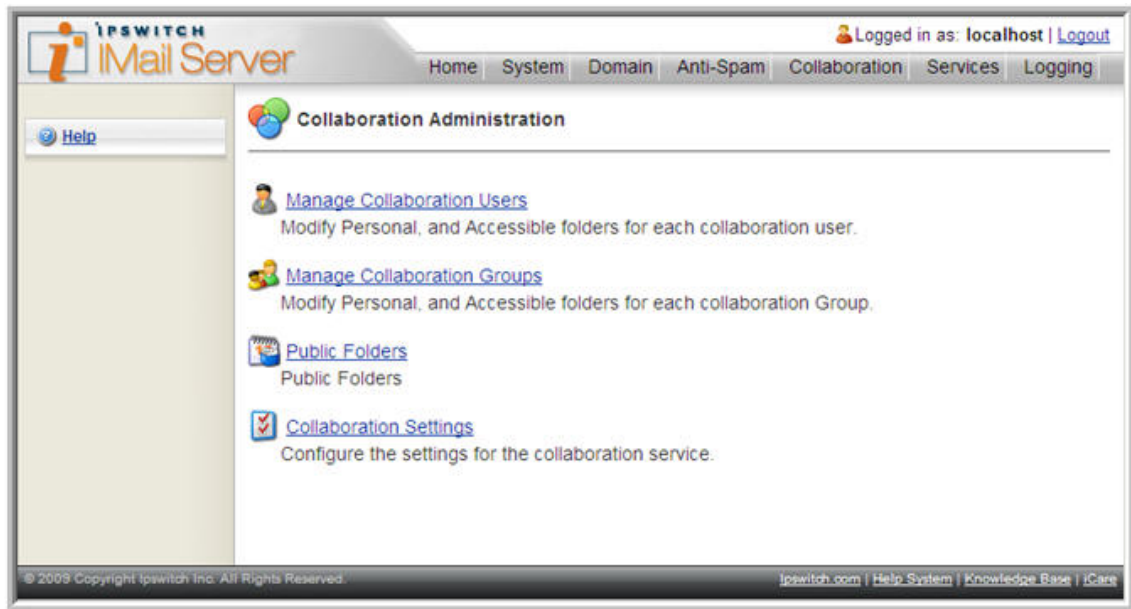 IPSWITCH
IMail Server
Logged in as: localhost | Logout
Home System Domain Anti-Spam Collaboration Services Logging
Help
Collaboration Administration
Manage Collaboration Users
Modify Personal, and Accessible folders for each collaboration user.
Manage Collaboration Groups
Modify Personal, and Accessible folders for each collaboration Group.
Public Folders
Public Folders
Collaboration Settings
Configure the settings for the collaboration service.
© 2009 Copyright Ipswitch Inc. All Rights Reserved.
Ipswitch.com | Help System | Knowledge Base | iCare